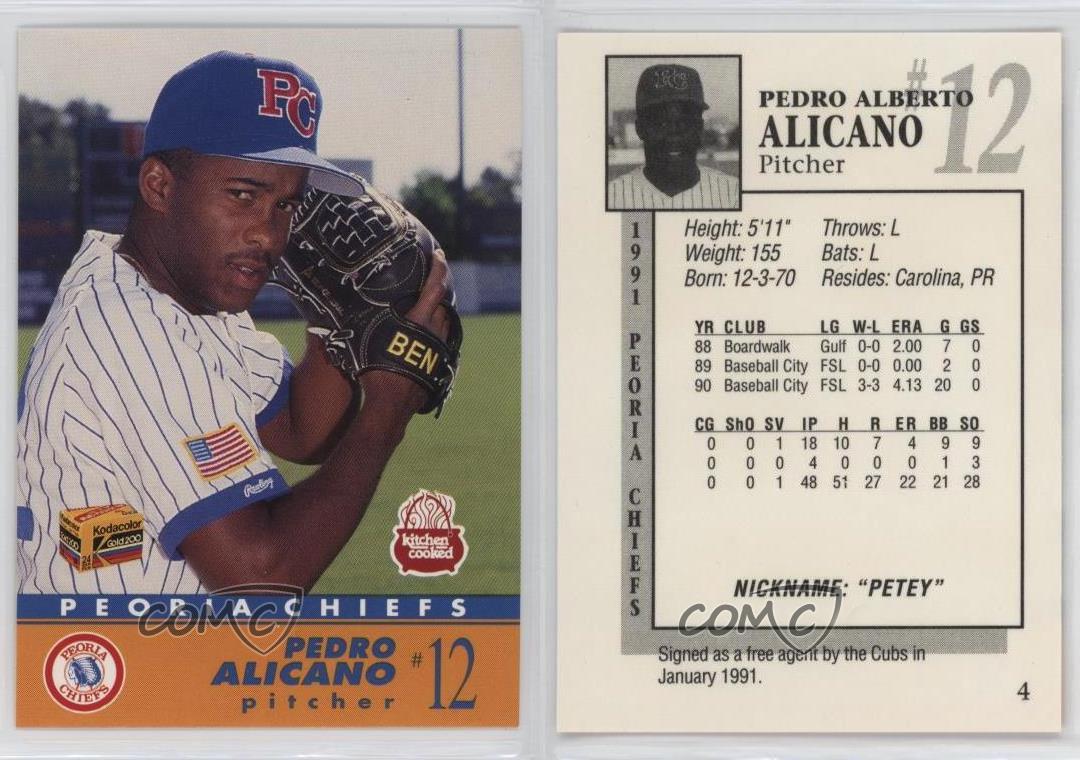 PC
BEN
Rawlings
Kodacolor
Gold 200
24
kitchen
cooked
PEORIA CHIEFS
PEORIA
CHIEFS
PEDRO
ALICANO
pitcher
#12
COMC
PEDRO ALBERTO
ALICANO
Pitcher
#12
1991 PEORIA CHIEFS
Height: 5'11" Throws: L
Weight: 155 Bats: L
Born: 12-3-70 Resides: Carolina, PR
YR CLUB LG W-L ERA G GS
88 Boardwalk Gulf 0-0 2.00 7 0
89 Baseball City FSL 0-0 0.00 2 0
90 Baseball City FSL 3-3 4.13 20 0
CG ShO SV IP H R ER BB SO
0 0 1 18 10 7 4 9 9
0 0 0 4 0 0 0 1 3
0 0 1 48 51 27 22 21 28
NICKNAME: “PETEY”
COMC
Signed as a free agent by the Cubs in
January 1991.
4